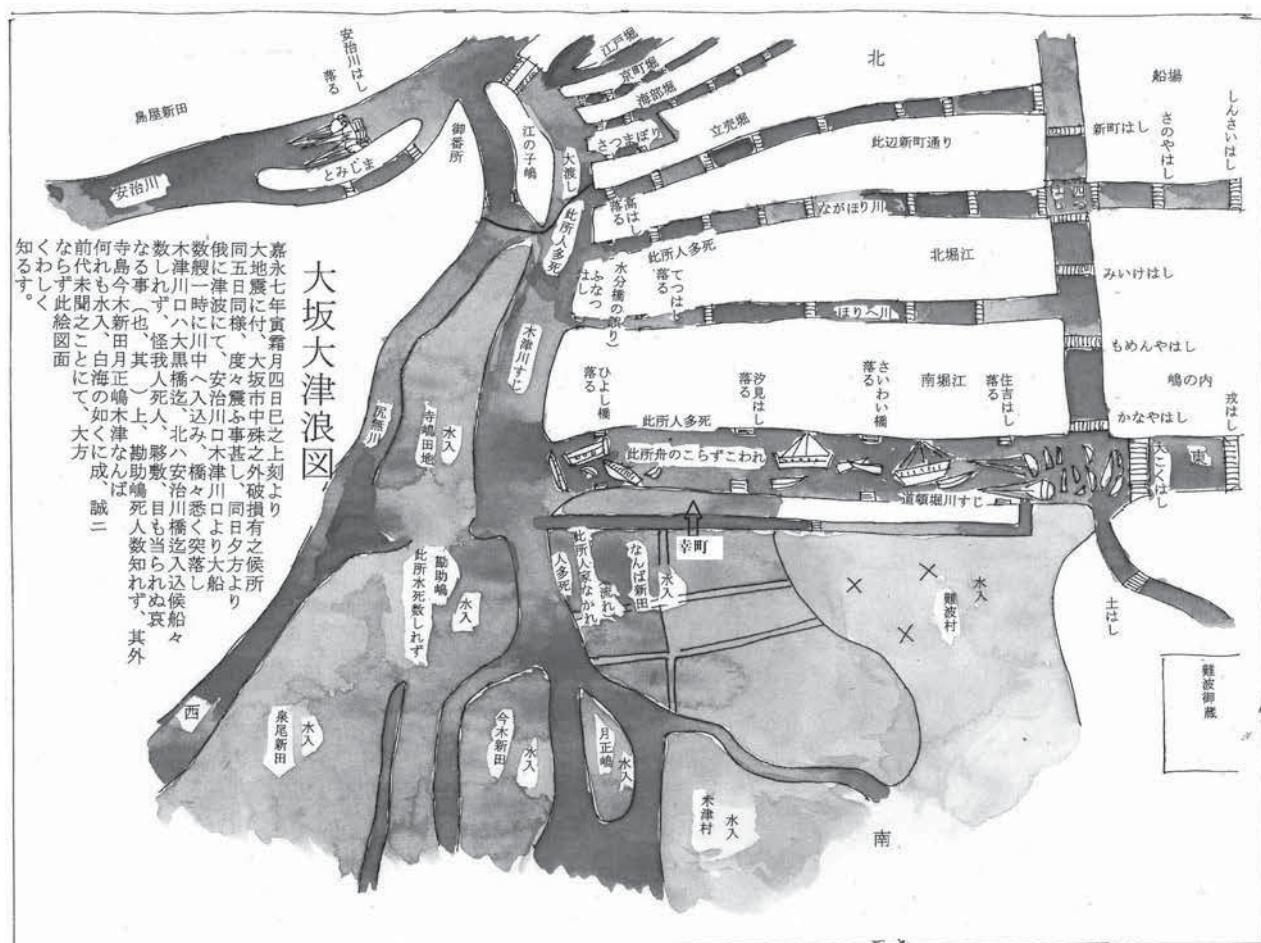 大坂大津浪図
嘉永七年寅霜月四日巳之上刻より
大地震に付、大坂市中殊之外破損有之候所
同五日同様、度々震ふ事甚し、同日夕方より
俄に津波にて、安治川口木津川口より大船
数艘一時に川中へ入込み、橋々悉く突落し
木津川口ハ大黒橋迄、北ハ安治川橋迄入込候船々
数しれず、怪我人死人、夥敷、目も当られぬ哀
なる事(也、其 )上、勘助嶋死人数知れず、其外
寺島今木新田月正嶋木津なんば
何れも水入、白海の如くに成、誠ニ
前代未聞之ことにて、大方
ならず此絵図面
くわしく
知るす。
北
船場
しんさいはし
さのやはし
新町はし
此辺新町通り
立売堀
江戸堀
京町堀
海部堀
さつまぼり
大渡し
江の子嶋
御番所
安治川はし
落る
鳥屋新田
とみじま
安治川
此所人多死
高はし
落る
ながほり川
此所人多死
北堀江
みいけはし
てつはし
落る
水分橋の誤り)
ふなつ
はし
ほりへ川
もめんやはし
嶋の内
木津川すじ
ひよし橋
落る
汐見はし
落る
さいわい橋
落る
南堀江
住吉はし
落る
かなやはし
戎はし
此所人多死
此所舟のこらずこわれ
大こくはし
東
道頓堀川すじ
幸町
尻無川
寺嶋田地
水入
勘助嶋
此所水死数しれず
水入
此所人家なかれ
人多死
流れ
なんば新田
水入
難波村
水入
土はし
難波御蔵
西
泉尾新田
水入
今木新田
水入
月正嶋
水入
木津村
水入
南